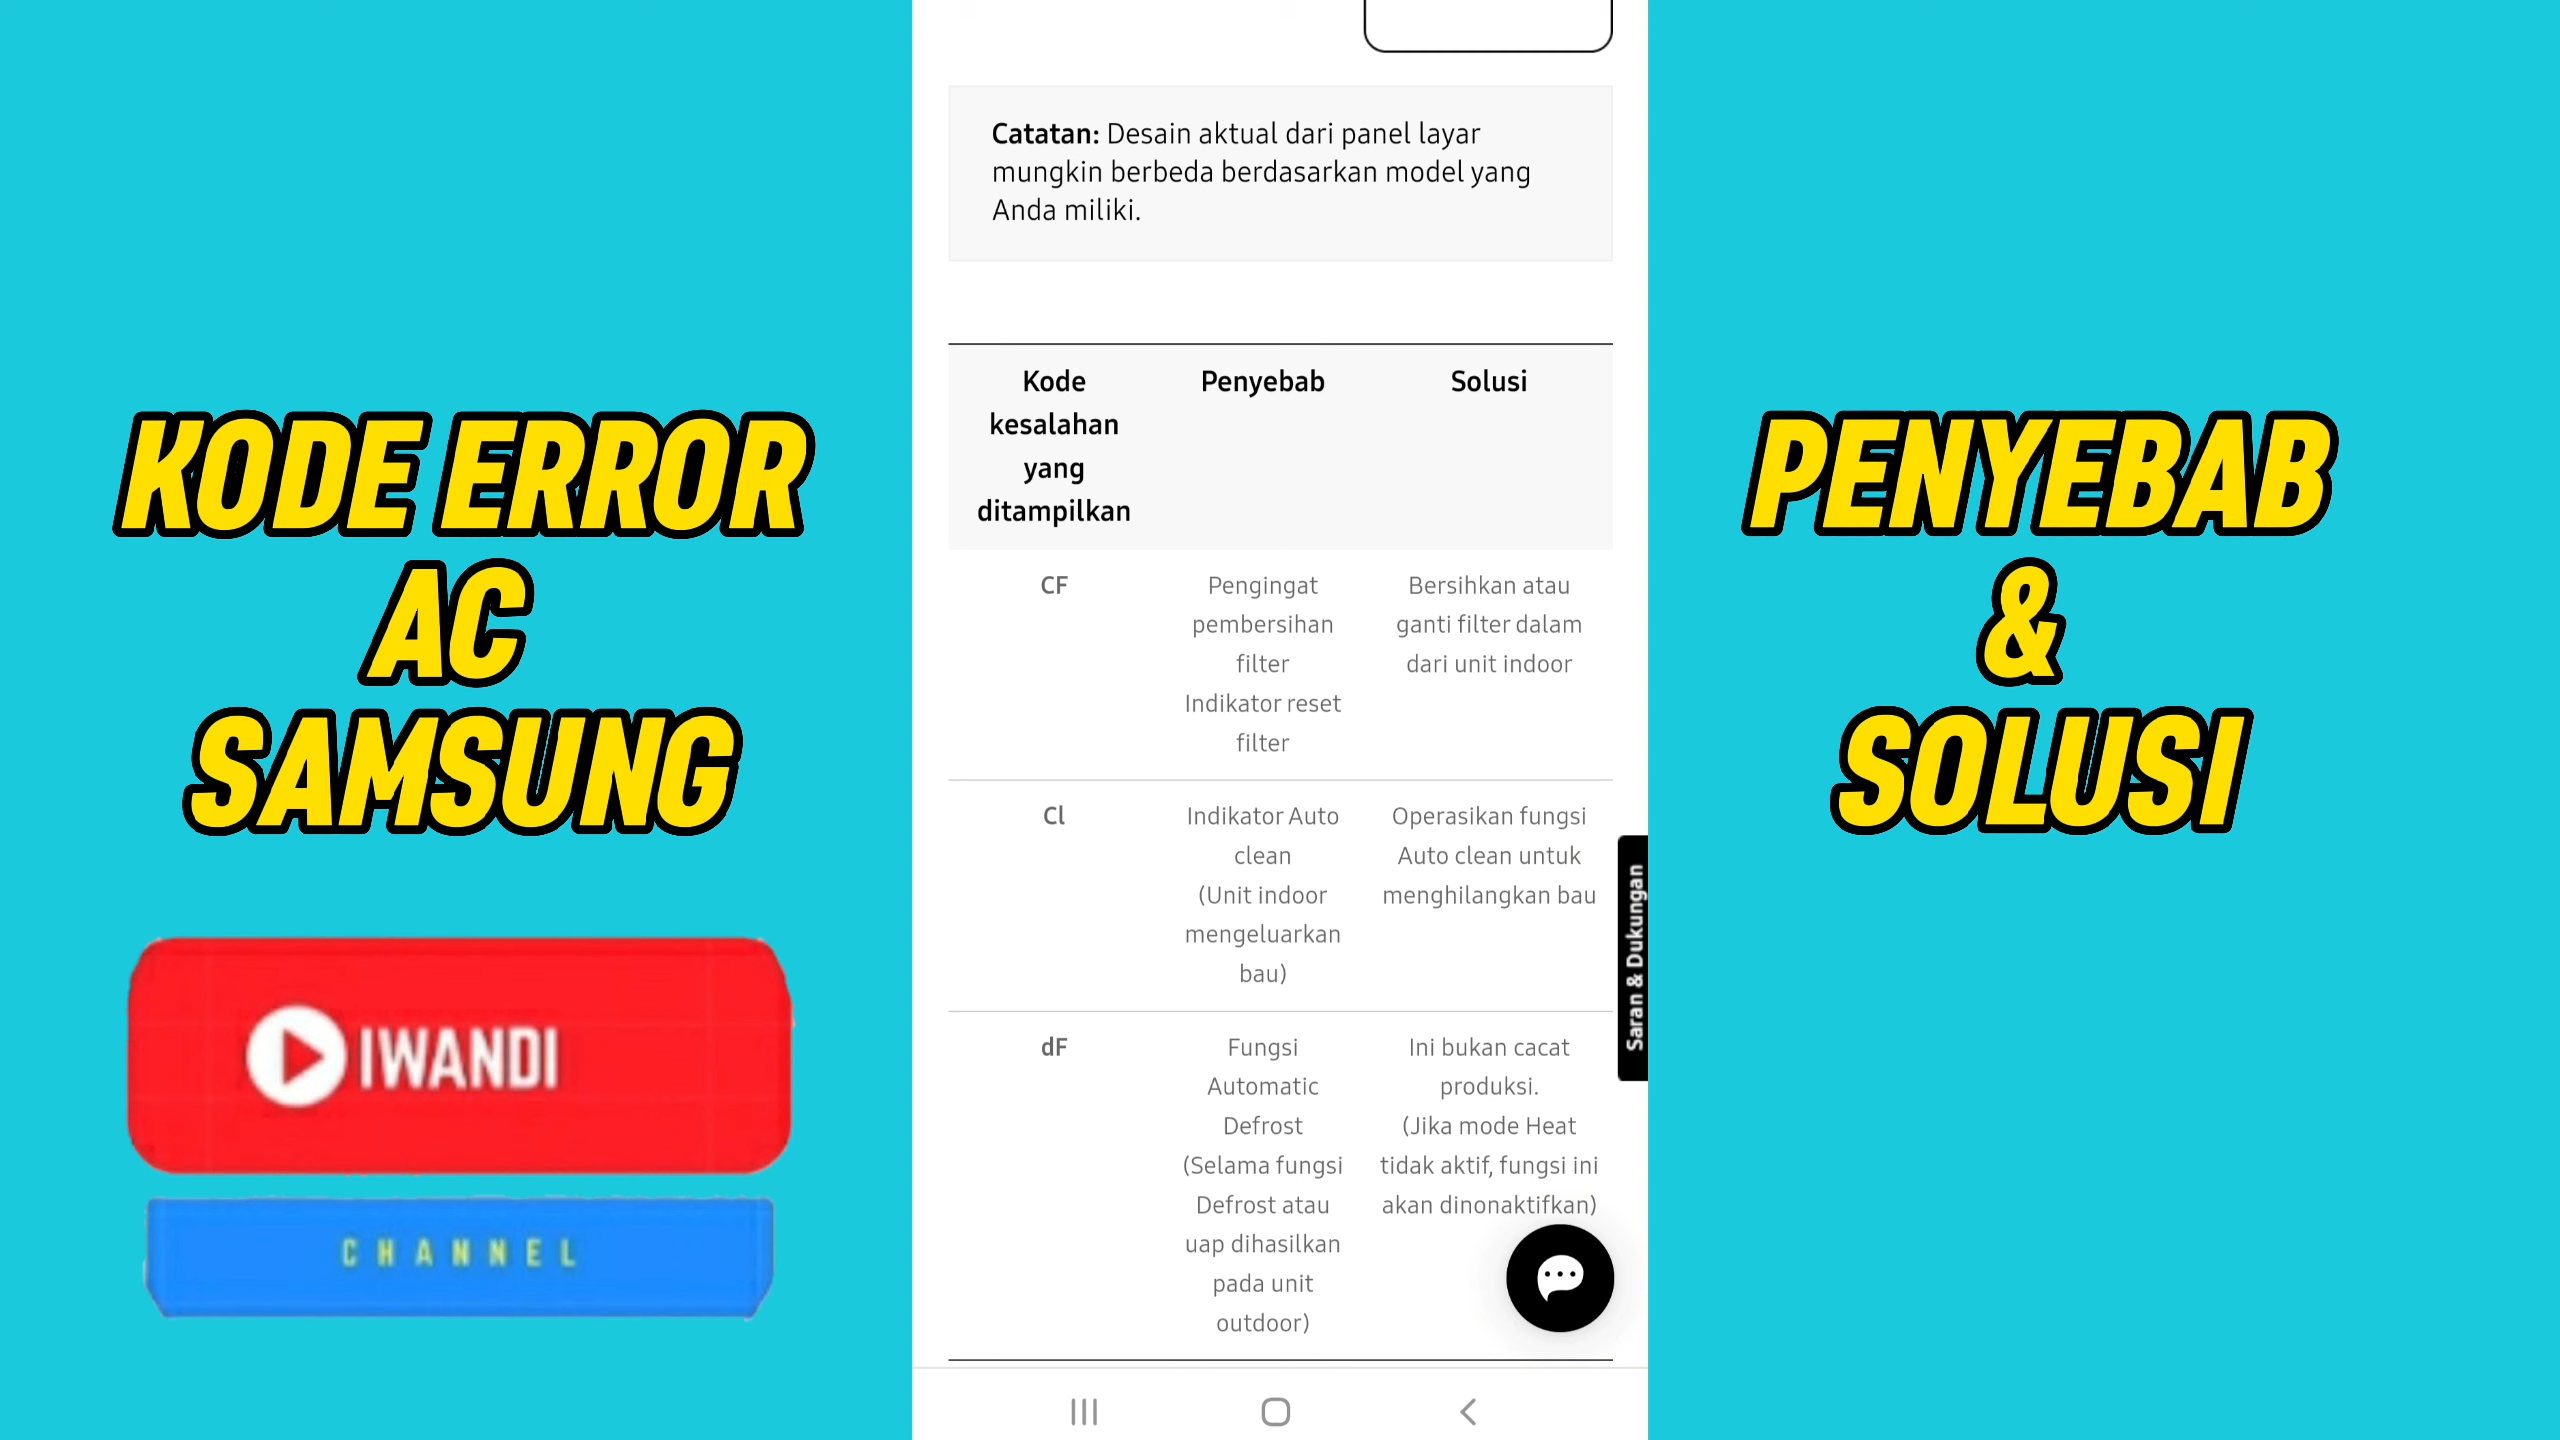 KODE ERROR
AC
SAMSUNG
IWANDI
CHANNEL
Catatan: Desain aktual dari panel layar
mungkin berbeda berdasarkan model yang
Anda miliki.
Kode
kesalahan
yang
ditampilkan
Penyebab
Solusi
CF
Pengingat
pembersihan
filter
Indikator reset
filter
Bersihkan atau
ganti filter dalam
dari unit indoor
Cl
Indikator Auto
clean
(Unit indoor
mengeluarkan
bau)
Operasikan fungsi
Auto clean untuk
menghilangkan bau
dF
Fungsi
Automatic
Defrost
(Selama fungsi
Defrost atau
uap dihasilkan
pada unit
outdoor)
Ini bukan cacat
produksi.
(Jika mode Heat
tidak aktif, fungsi ini
akan dinonaktifkan)
Saran & Dukungan
PENYEBAB
&
SOLUSI